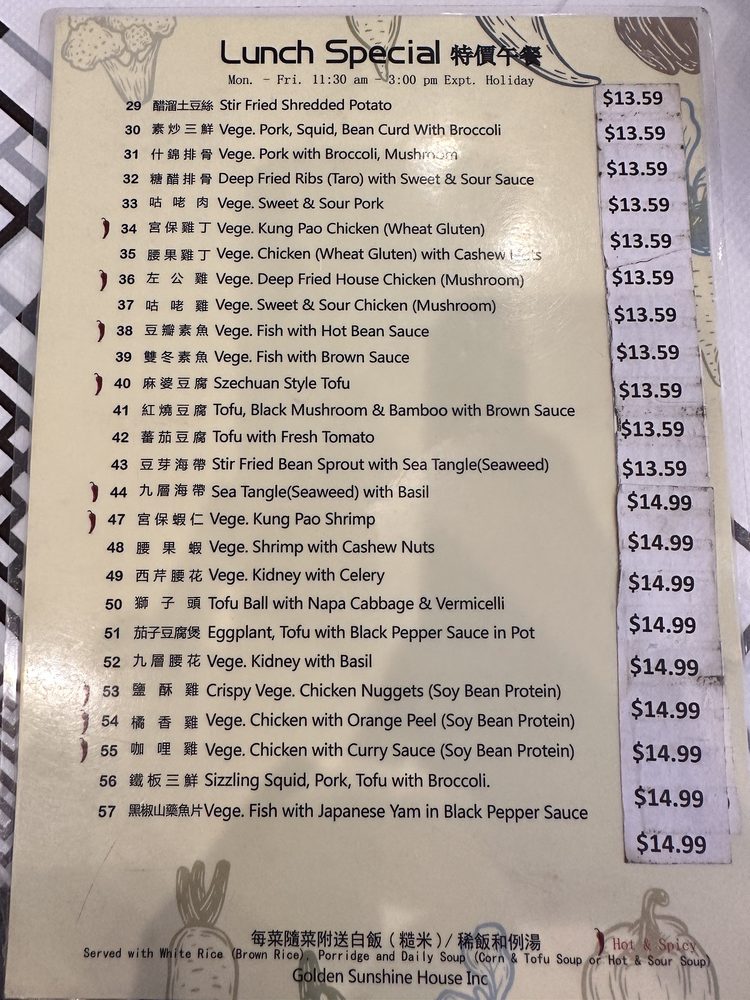 Lunch Special 特價午餐
Mon. - Fri. 11:30 am - 3:00 pm Expt. Holiday
29 醋溜土豆絲 Stir Fried Shredded Potato
30 素炒三鮮 Vege. Pork, Squid, Bean Curd With Broccoli
31 什錦排骨 Vege. Pork with Broccoli, Mushroom
32 糖醋排骨 Deep Fried Ribs (Taro) with Sweet & Sour Sauce
33 咕咾肉 Vege. Sweet & Sour Pork
34 宮保雞丁 Vege. Kung Pao Chicken (Wheat Gluten)
35 腰果雞丁 Vege. Chicken (Wheat Gluten) with Cashew Nuts
36 左公雞 Vege. Deep Fried House Chicken (Mushroom)
37 咕咾雞 Vege. Sweet & Sour Chicken (Mushroom)
38 豆瓣素魚 Vege. Fish with Hot Bean Sauce
39 雙冬素魚 Vege. Fish with Brown Sauce
40 麻婆豆腐 Szechuan Style Tofu
41 紅燒豆腐 Tofu, Black Mushroom & Bamboo with Brown Sauce
42 蕃茄豆腐 Tofu with Fresh Tomato
43 豆芽海帶 Stir Fried Bean Sprout with Sea Tangle(Seaweed)
44 九層海帶 Sea Tangle(Seaweed) with Basil
47 宮保蝦仁 Vege. Kung Pao Shrimp
48 腰果蝦 Vege. Shrimp with Cashew Nuts
49 西芹腰花 Vege. Kidney with Celery
50 獅子頭 Tofu Ball with Napa Cabbage & Vermicelli
51 茄子豆腐煲 Eggplant, Tofu with Black Pepper Sauce in Pot
52 九層腰花 Vege. Kidney with Basil
53 鹽酥雞 Crispy Vege. Chicken Nuggets (Soy Bean Protein)
54 橘香雞 Vege. Chicken with Orange Peel (Soy Bean Protein)
55 咖哩雞 Vege. Chicken with Curry Sauce (Soy Bean Protein)
56 鐵板三鮮 Sizzling Squid, Pork, Tofu with Broccoli.
57 黑椒山藥魚片 Vege. Fish with Japanese Yam in Black Pepper Sauce
$13.59
$13.59
$13.59
$13.59
$13.59
$13.59
$13.59
$13.59
$13.59
$13.59
$13.59
$14.99
$14.99
$14.99
$14.99
$14.99
$14.99
$14.99
$14.99
$14.99
每菜隨菜附送白飯 ( 糙米 ) / 稀飯和例湯
Hot & Spicy
Served with White Rice (Brown Rice), Porridge and Daily Soup (Corn & Tofu Soup or Hot & Sour Soup)
Golden Sunshine House Inc